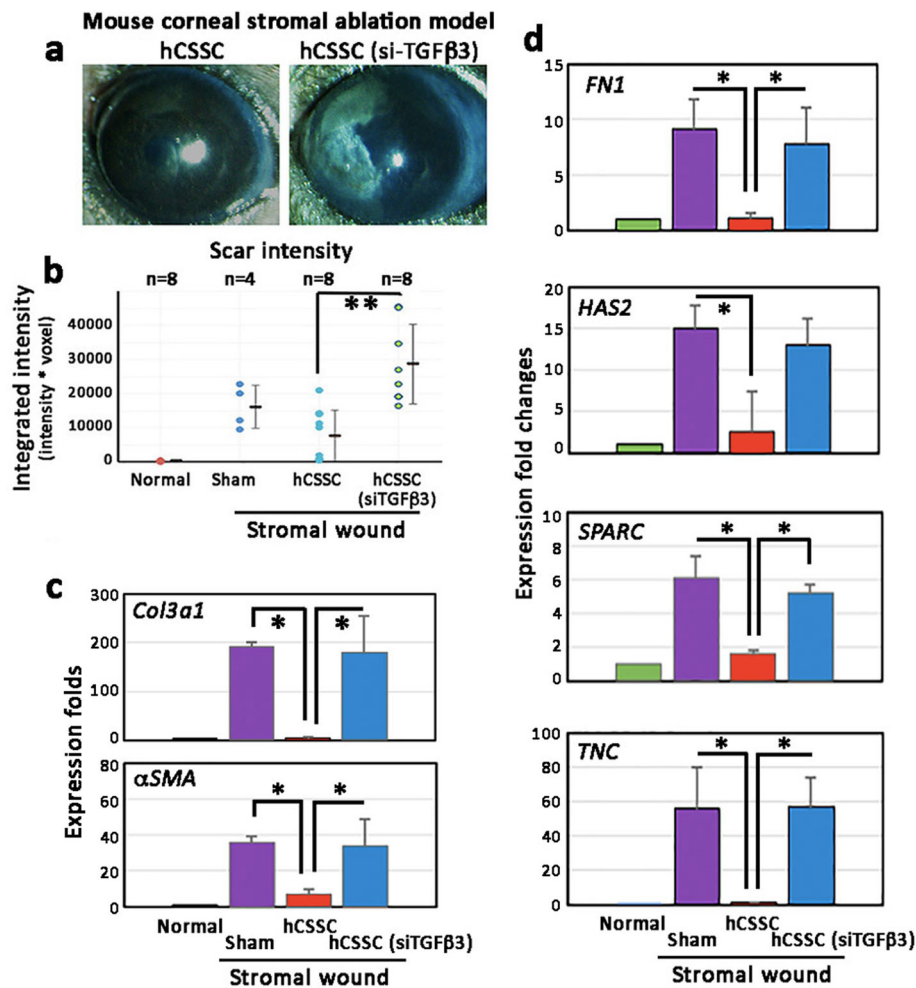 Mouse corneal stromal ablation model
a
hCSSC
hCSSC (si-TGFβ3)
b
Scar intensity
n=8
n=4
n=8
n=8
**
Integrated intensity
(intensity * voxel)
40000
30000
20000
10000
0
Normal
Sham
hCSSC
hCSSC
(siTGFβ3)
Stromal wound
c
Expression folds
Col3a1
300
200
100
0
*
*
αSMA
80
60
40
20
0
*
*
Normal
Sham
hCSSC
hCSSC (siTGFβ3)
Stromal wound
d
Expression fold changes
FN1
15
10
5
0
*
*
HAS2
20
15
10
5
0
*
SPARC
10
8
6
4
2
0
*
*
TNC
100
80
60
40
20
0
*
*
Normal
Sham
hCSSC
hCSSC (siTGFβ3)
Stromal wound